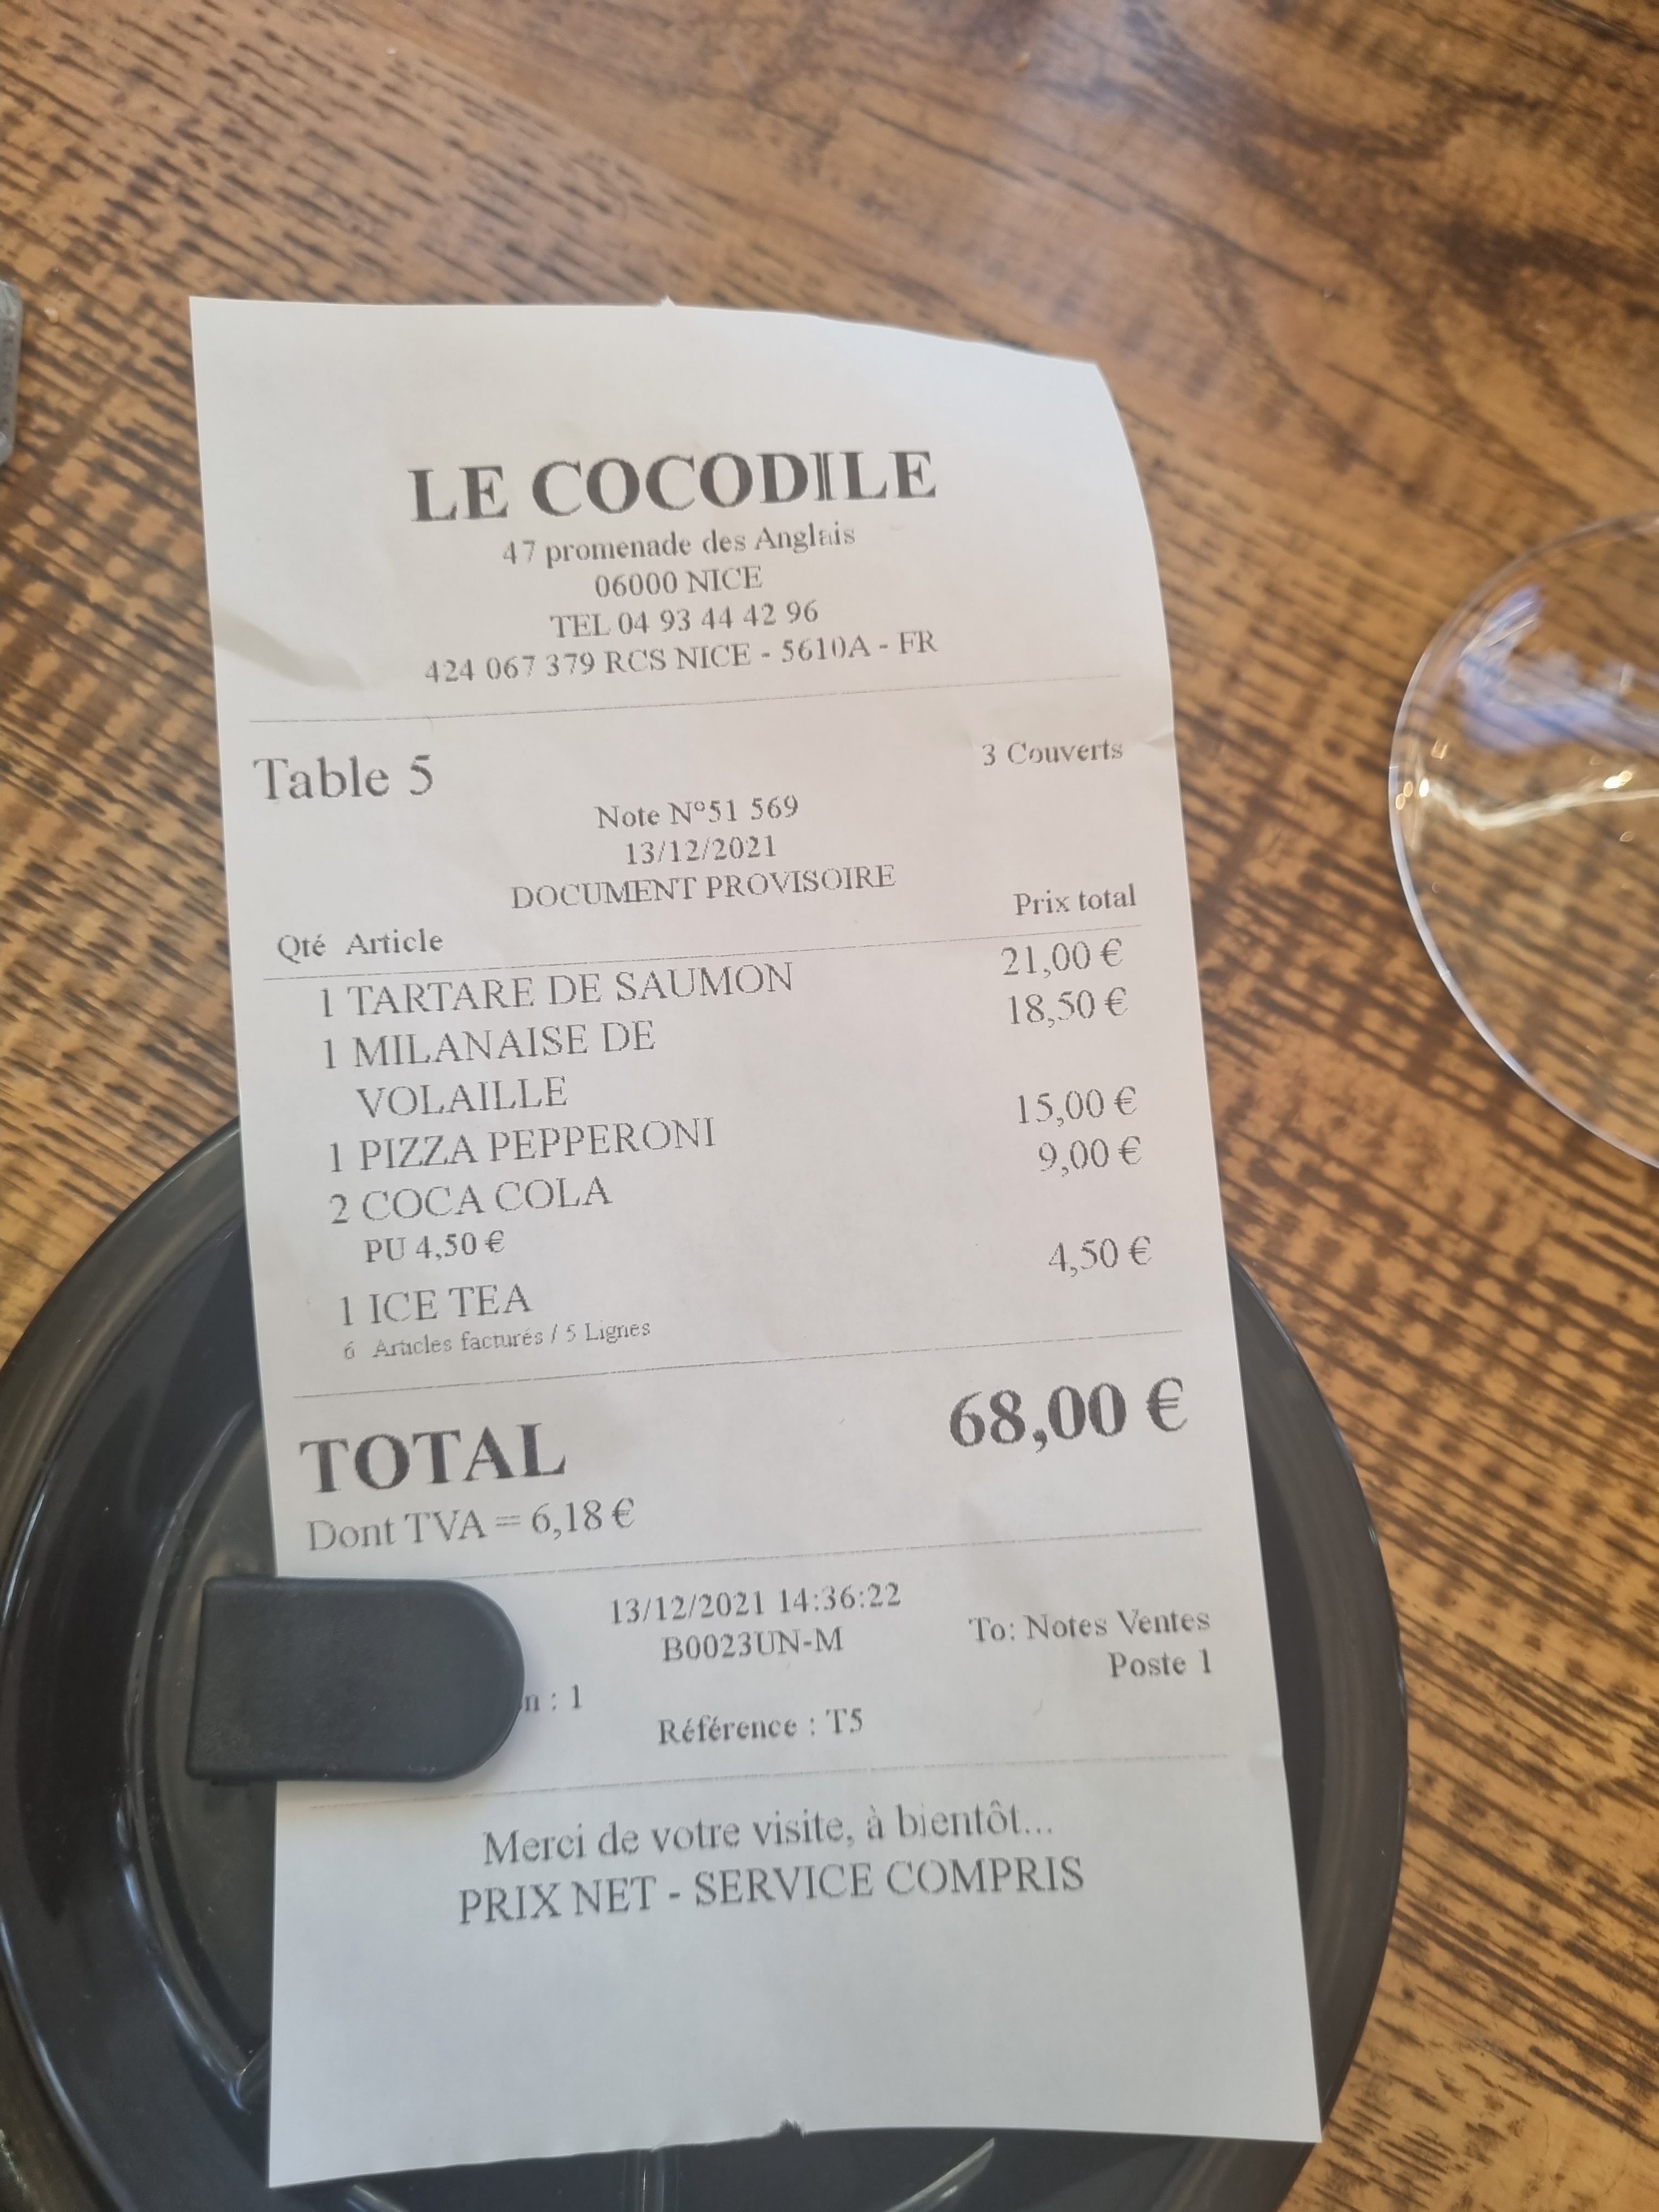 LE COCODILE
47 promenade des Anglais
06000 NICE
TEL 04 93 44 42 96
424 067 379 RCS NICE - 5610A - FR
Table 5
3 Couverts
Note N°51 569
13/12/2021
DOCUMENT PROVISOIRE
Qté Article Prix total
1 TARTARE DE SAUMON 21,00 €
1 MILANAISE DE 18,50 €
VOLAILLE
1 PIZZA PEPPERONI 15,00 €
2 COCA COLA 9,00 €
PU 4,50 €
1 ICE TEA 4,50 €
6 Articles facturés / 5 Lignes
TOTAL 68,00 €
Dont TVA = 6,18 €
13/12/2021 14:36:22
B0023UN-M
To: Notes Ventes
Poste 1
: 1
Référence : T5
Merci de votre visite, à bientôt...
PRIX NET - SERVICE COMPRIS